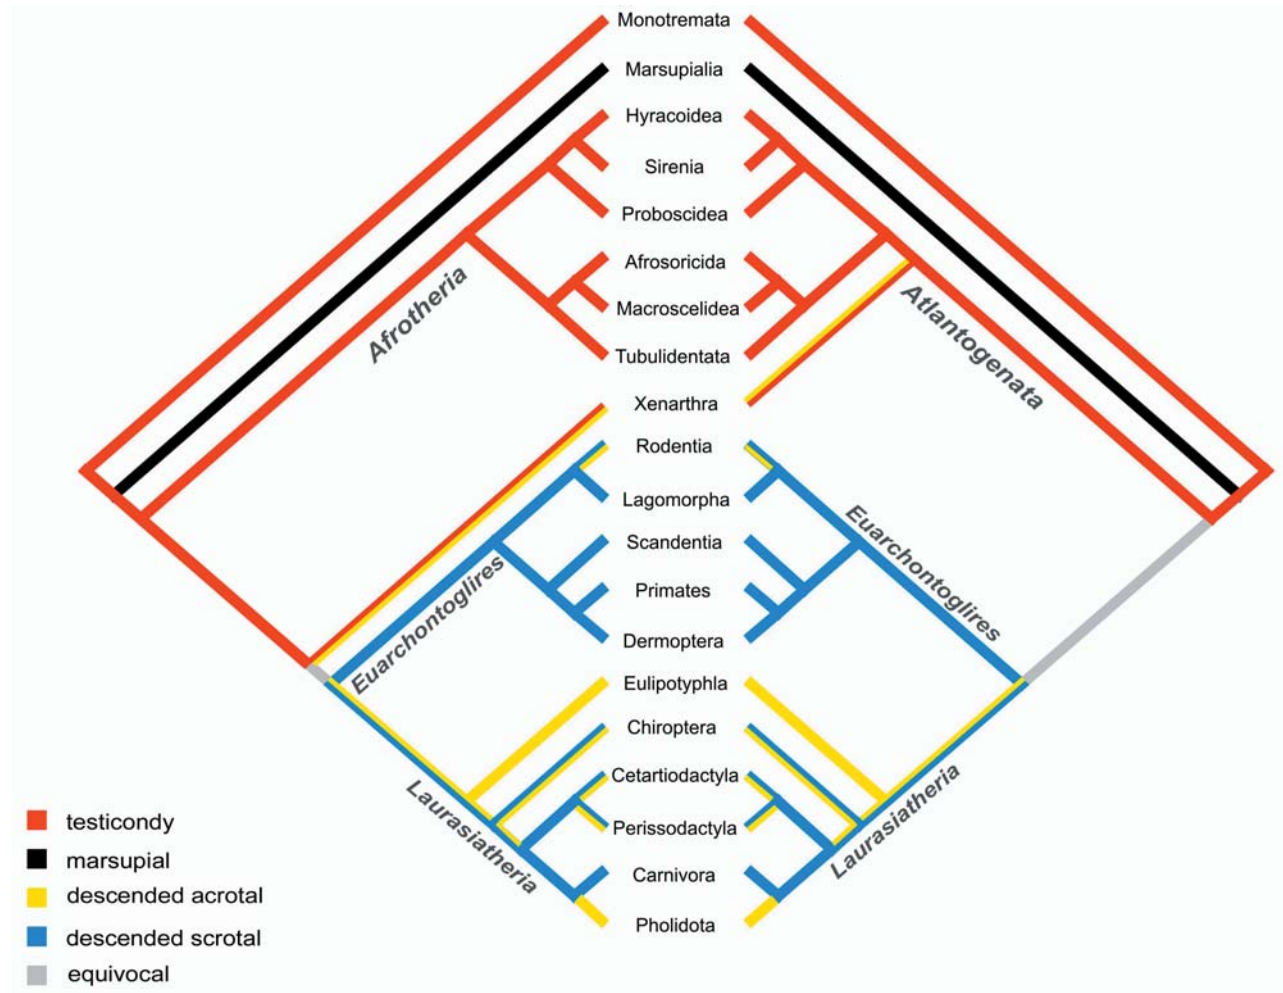 Monotremata
Marsupialia
Hyracoidea
Sirenia
Proboscidea
Afrosoricida
Macroscelidea
Tubulidentata
Xenarthra
Rodentia
Lagomorpha
Scandentia
Primates
Dermoptera
Eulipotyphla
Chiroptera
Cetartiodactyla
Perissodactyla
Carnivora
Pholidota
Afrotheria
Atlantogenata
Euarchontoglires
Euarchontoglires
Laurasiatheria
Laurasiatheria
testicondy
marsupial
descended acrotal
descended scrotal
equivocal